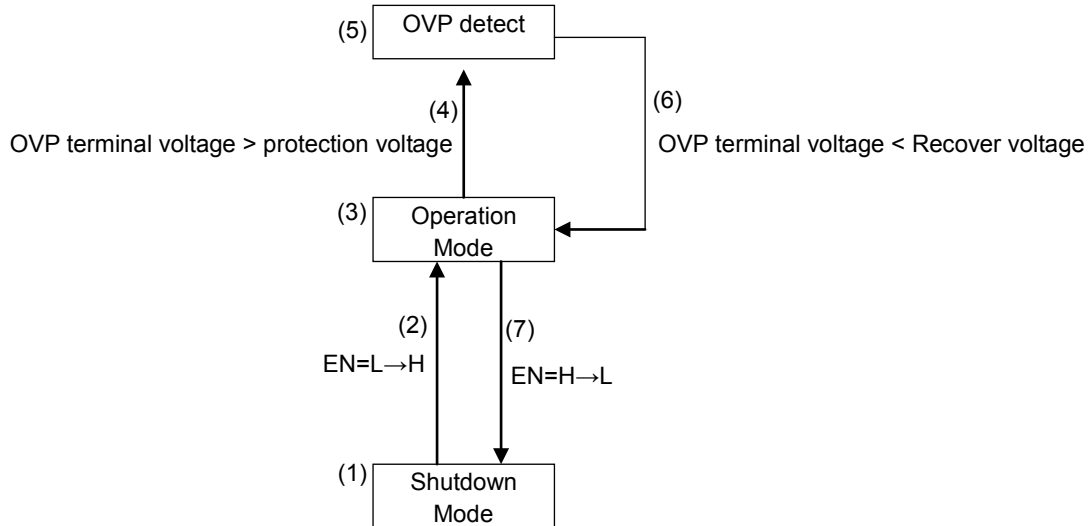 (5)
OVP detect
(4)
(6)
OVP terminal voltage > protection voltage
OVP terminal voltage < Recover voltage
(3)
Operation
Mode
(2)
(7)
EN=L→H
EN=H→L
(1)
Shutdown
Mode